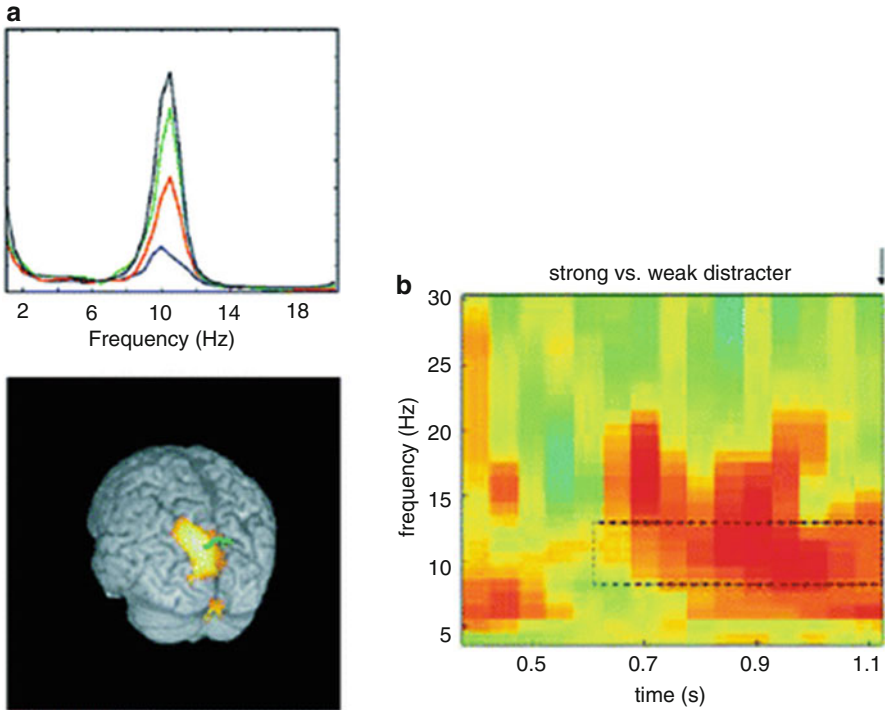 a
2 6 10 14 18
Frequency (Hz)
b
strong vs. weak distracter
30
25
20
15
10
5
frequency (Hz)
0.5 0.7 0.9 1.1
time (s)